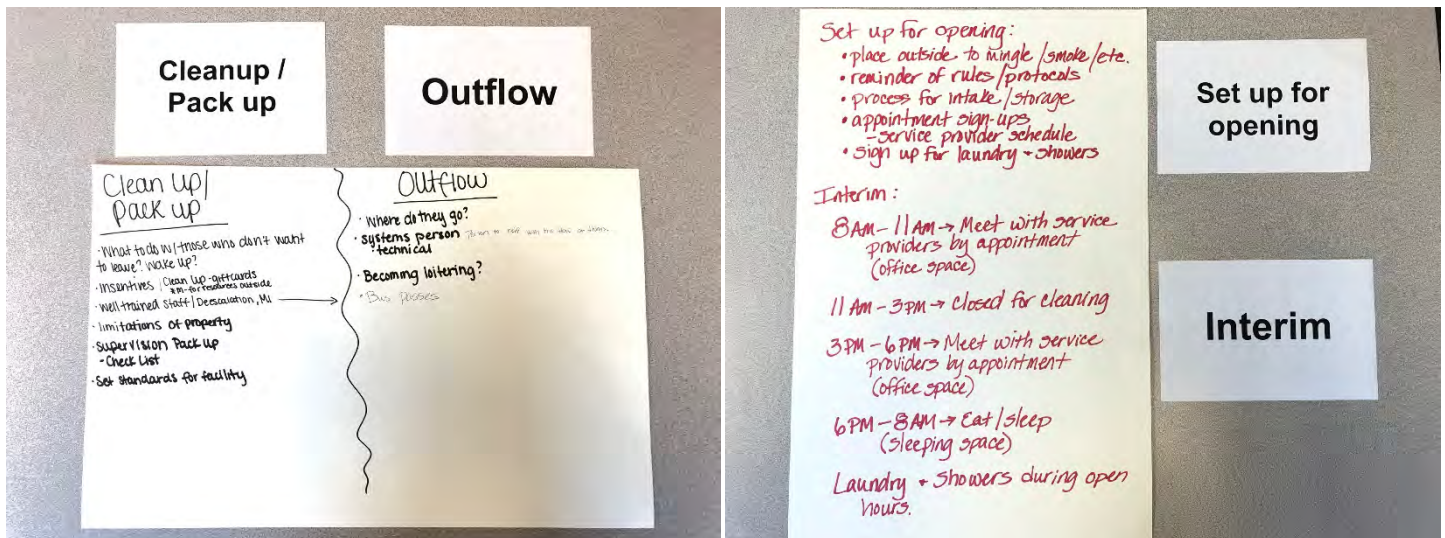 Cleanup /
Pack up
Outflow
Clean Up/
Pack up
·What to do w/those who don't want
to leave? Wake up?
·Insentives / Clean Up-giftcards
*M-for resources outside
·Well-trained Staff/Deescalation, MI
·limitations of property
·Supervision Pack up
-Check List
·Set standards for facility
Outflow
·Where do they go?
·systems person
·technical
·Becoming loitering?
·Bus Passes
Set up for opening:
• place outside to mingle/smoke/etc.
• reminder of rules/protocols
• process for intake/storage
• appointment sign-ups
- service provider schedule
• Sign up for laundry + showers
Interim:
8AM-11AM→ Meet with service
providers by appointment
(office space)
11AM-3PM→ Closed for cleaning
3PM-6PM→ Meet with service
providers by appointment
(office space)
6PM-8AM→ Eat/sleep
(sleeping space)
Laundry + Showers during open
hours.
Set up for
opening
Interim